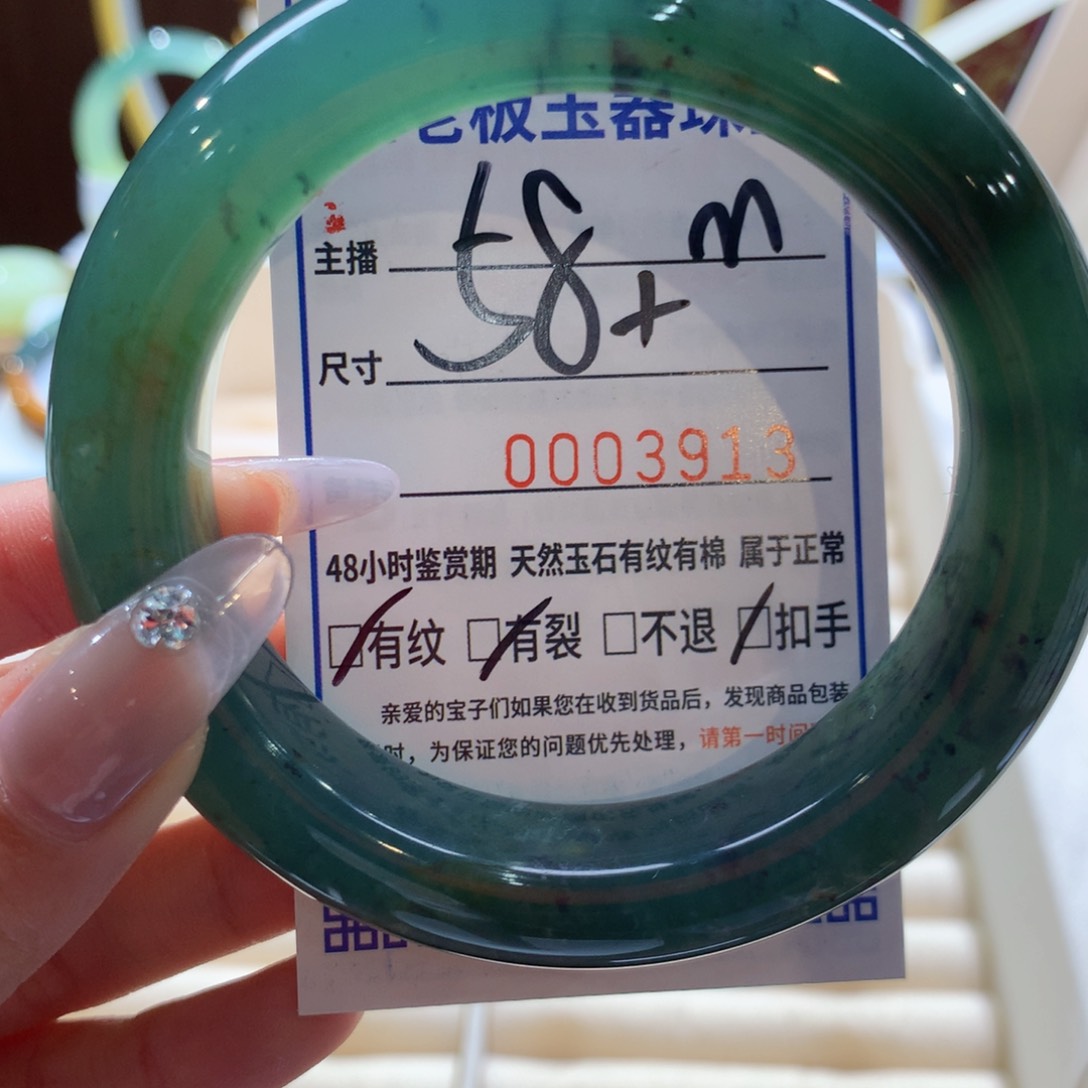 老板玉器珠
m
主播
58+
尺寸
0003913
48小时鉴赏期 天然玉石有纹有棉 属于正常
□有纹 □有裂 □不退 □扣手
亲爱的宝子们如果您在收到货品后，发现商品包装
时，为保证您的问题优先处理，请第一时间